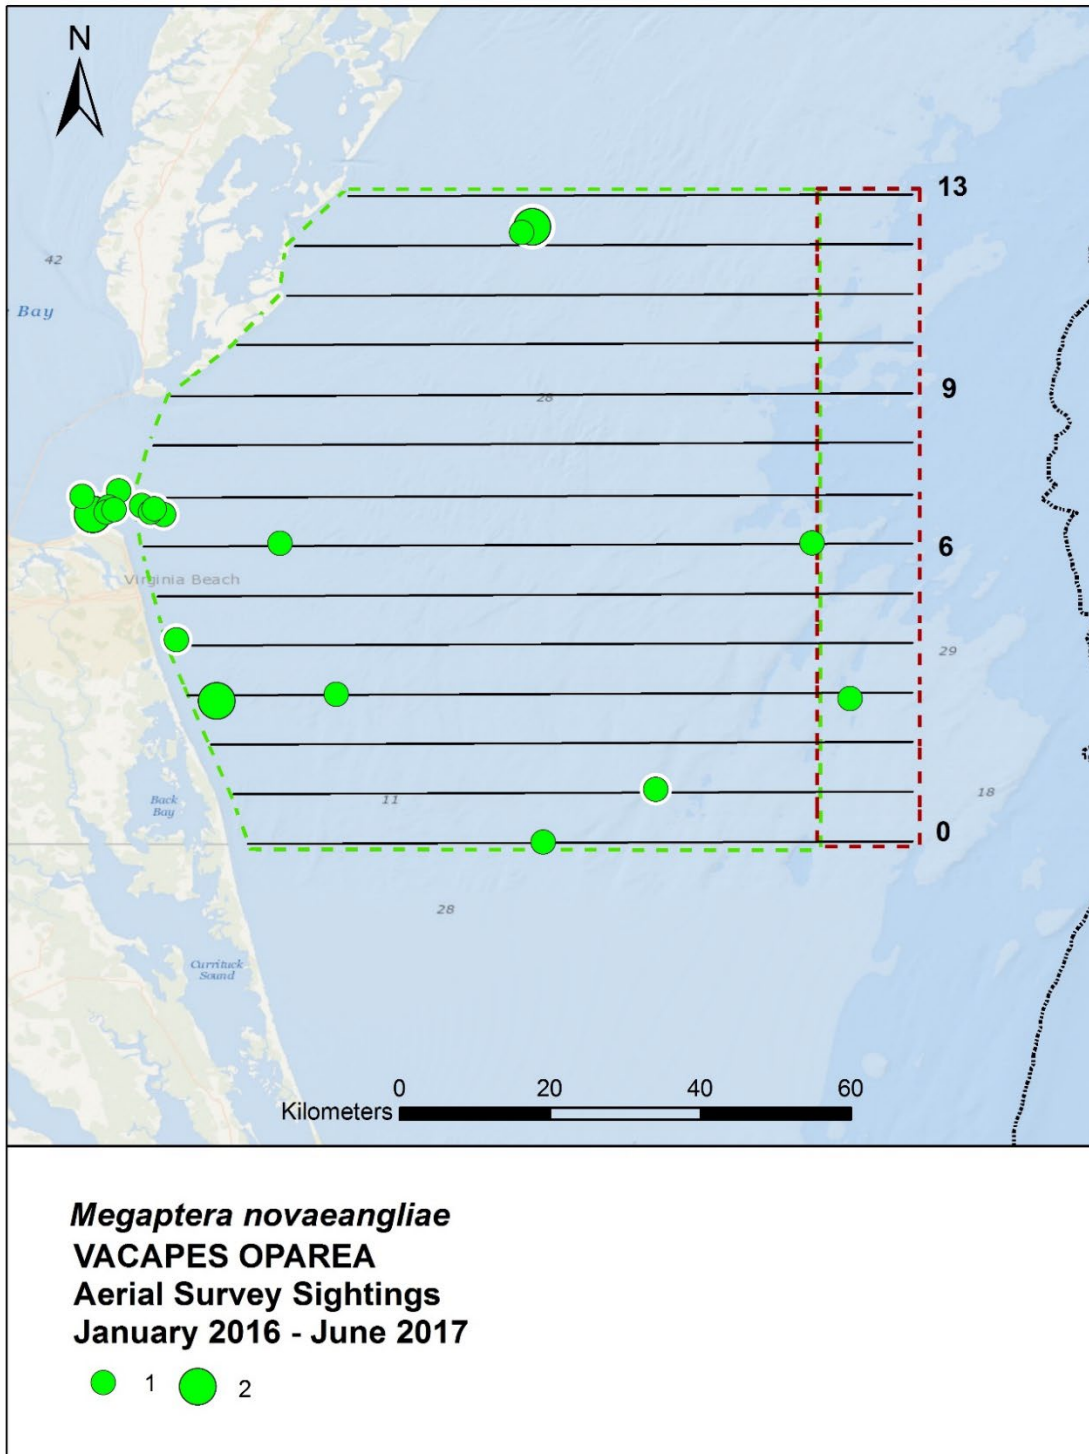 N
13
42
Bay
9
28
6
Virginia Beach
29
Back
Bay
11
18
0
28
Currituck
Sound
0 20 40 60
Kilometers
Megaptera novaeangliae
VACAPES OPAREA
Aerial Survey Sightings
January 2016 - June 2017
1 2